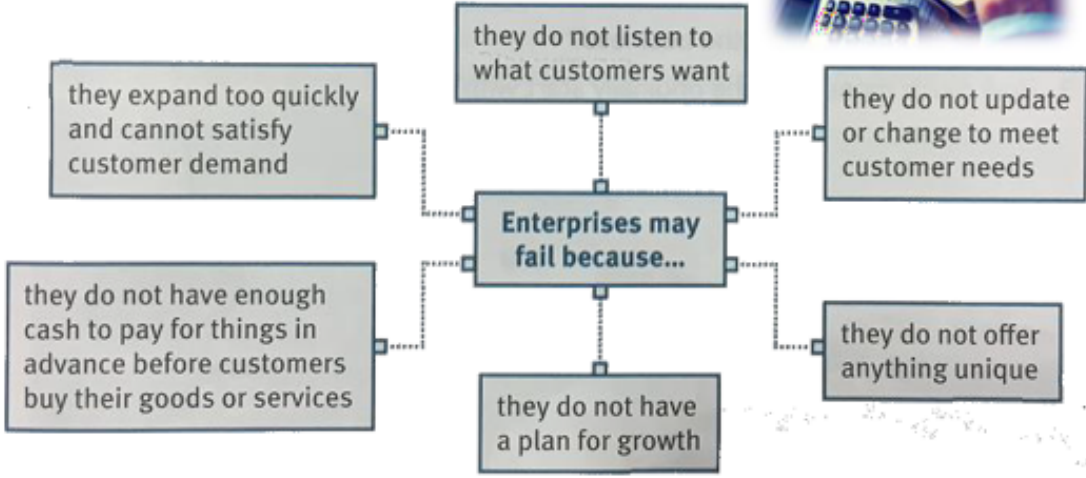 they do not listen to
what customers want
they expand too quickly
and cannot satisfy
customer demand
they do not update
or change to meet
customer needs
Enterprises may
fail because...
they do not have enough
cash to pay for things in
advance before customers
buy their goods or services
they do not offer
anything unique
they do not have
a plan for growth